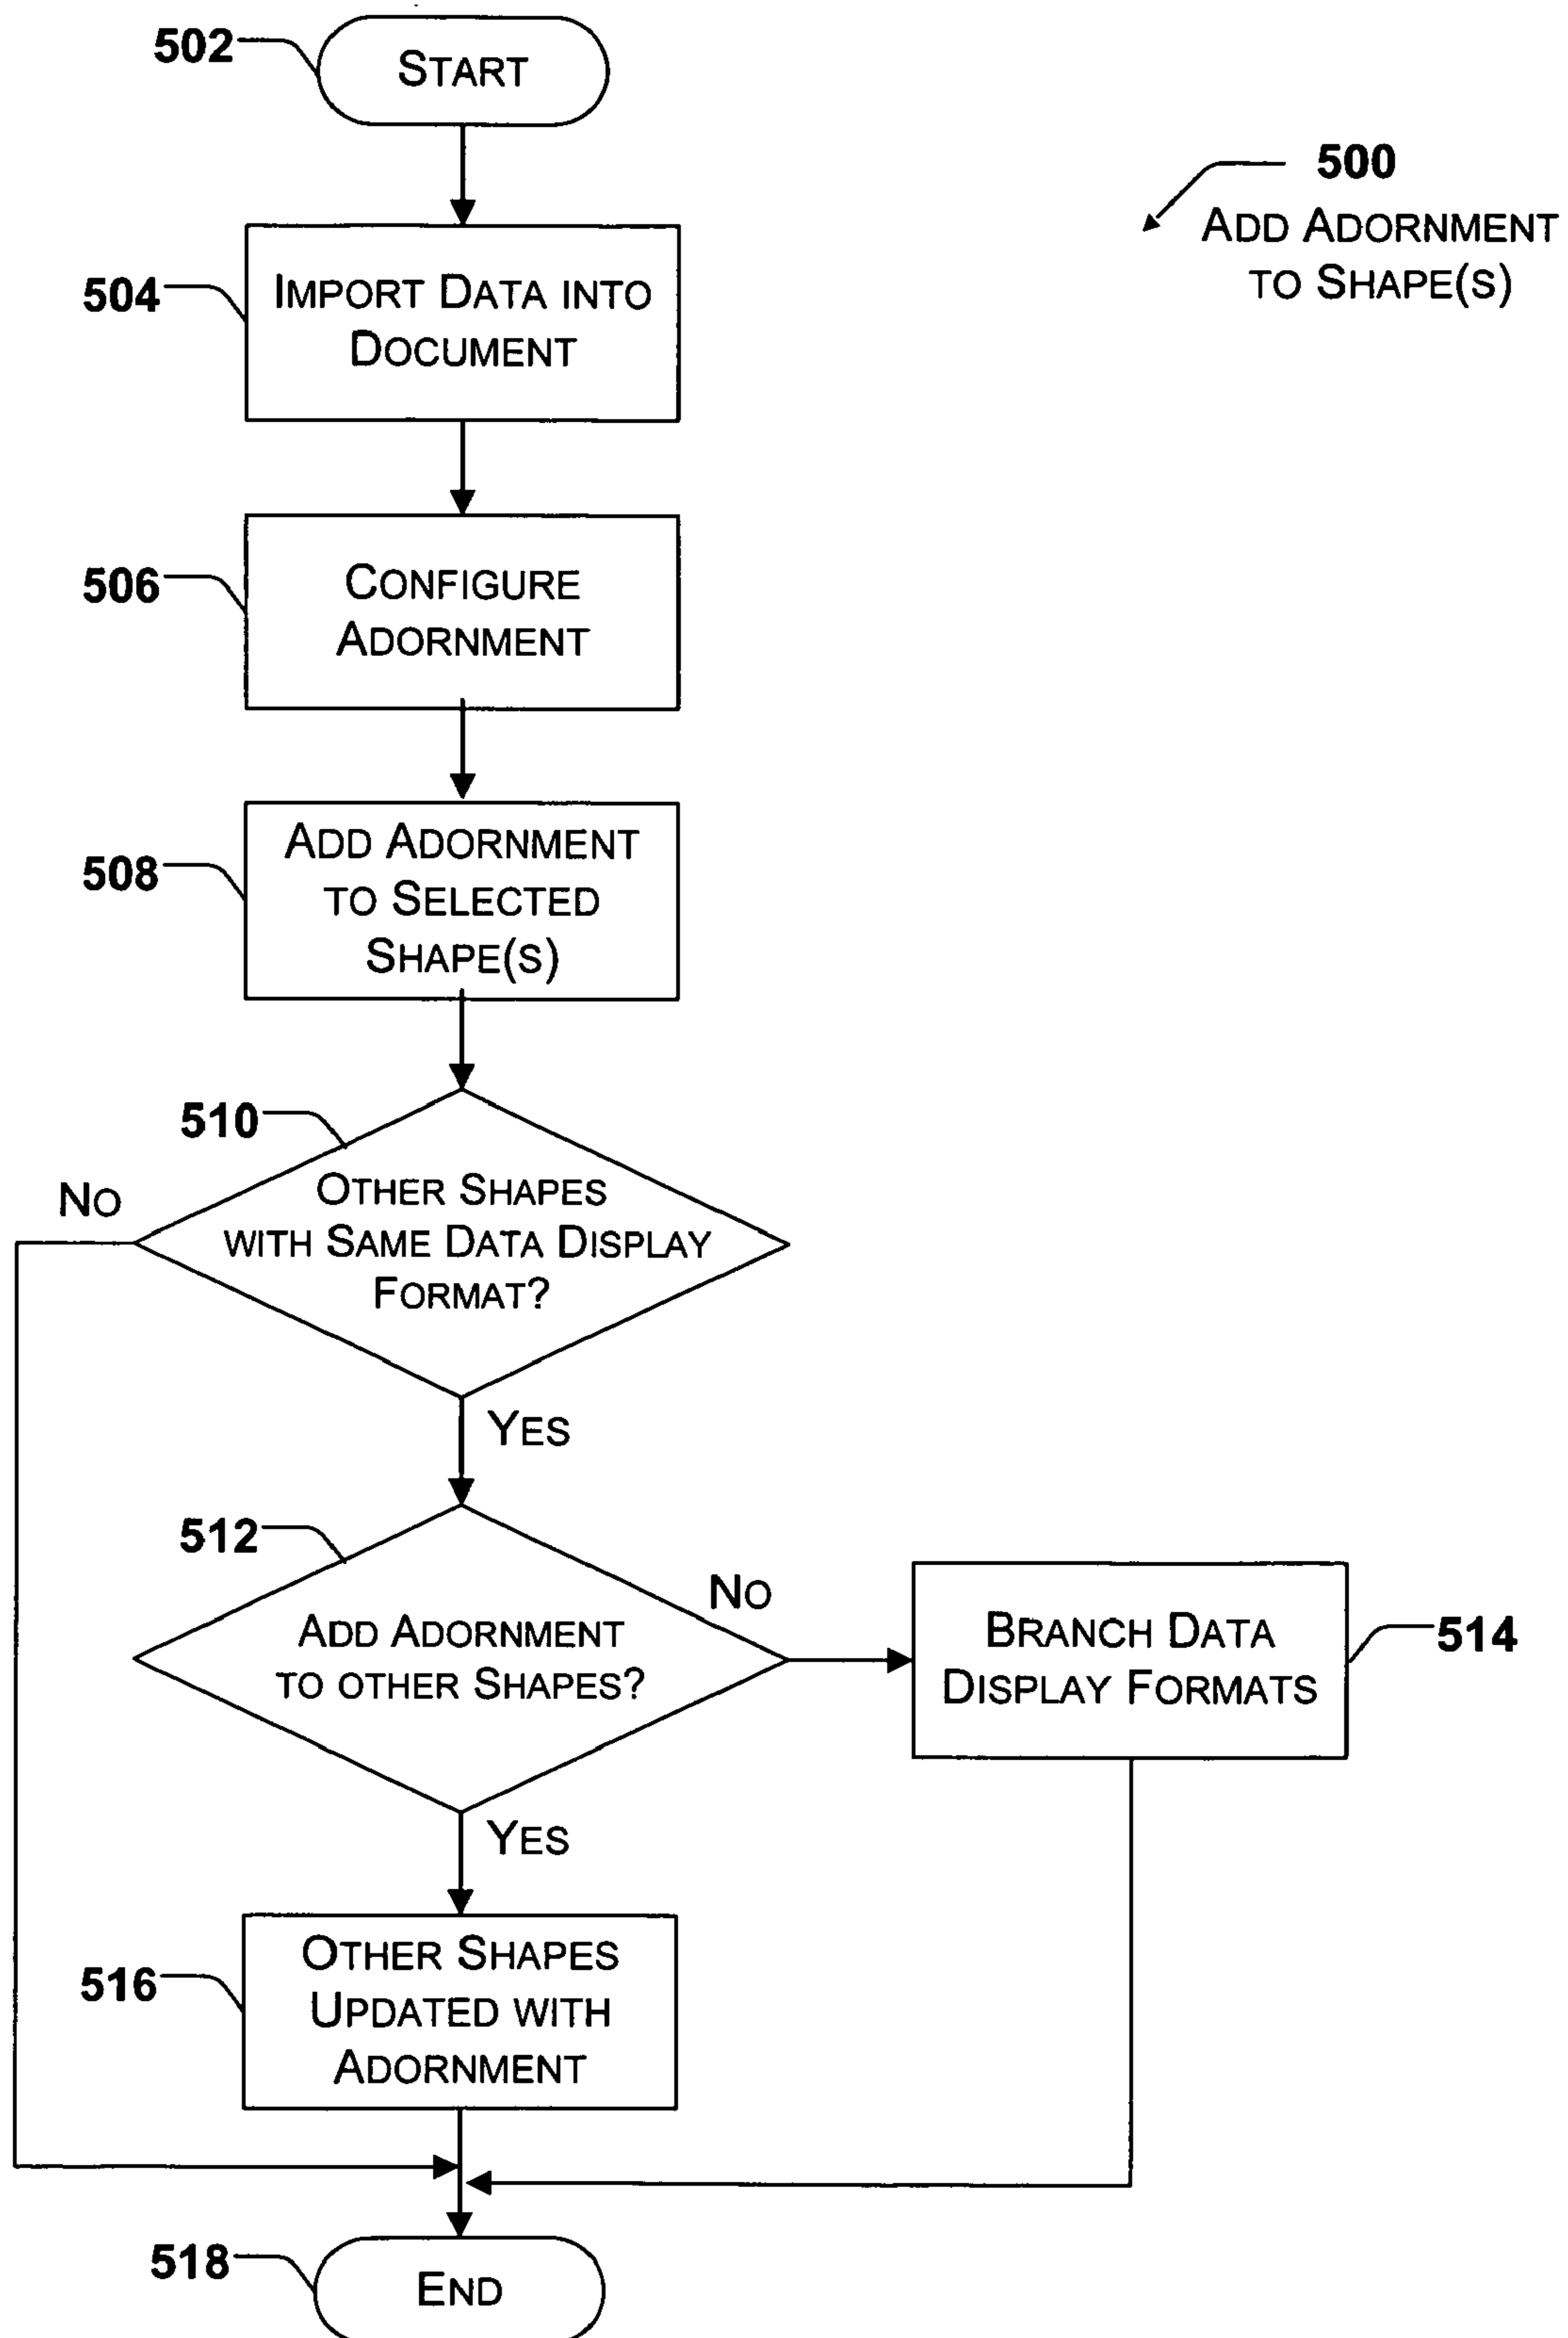 502
START
500
ADD ADORNMENT
TO SHAPE(S)
504
IMPORT DATA INTO
DOCUMENT
506
CONFIGURE
ADORNMENT
508
ADD ADORNMENT
TO SELECTED
SHAPE(S)
510
NO
OTHER SHAPES
WITH SAME DATA DISPLAY
FORMAT?
YES
512
NO
ADD ADORNMENT
TO OTHER SHAPES?
BRANCH DATA
DISPLAY FORMATS
514
YES
516
OTHER SHAPES
UPDATED WITH
ADORNMENT
518
END